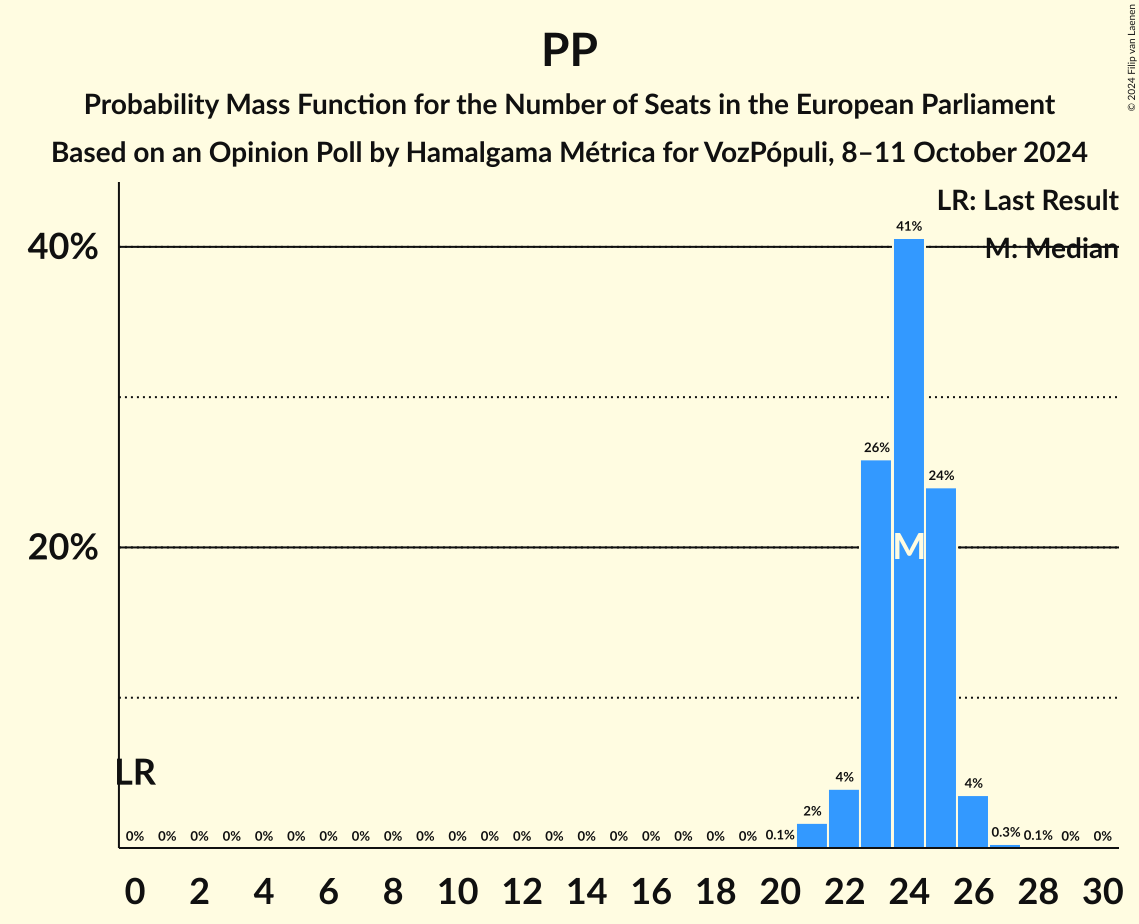 PP
Probability Mass Function for the Number of Seats in the European Parliament
Based on an Opinion Poll by Hamalgama Métrica for VozPópuli, 8–11 October 2024
© 2024 Filip van Laenen
LR: Last Result
M: Median
40%
20%
41%
26%
24%
M
LR
0% 0% 0% 0% 0% 0% 0% 0% 0% 0% 0% 0% 0% 0% 0% 0% 0% 0% 0% 0% 0.1% 2% 4% 4% 0.3% 0.1% 0% 0%
0 2 4 6 8 10 12 14 16 18 20 22 24 26 28 30